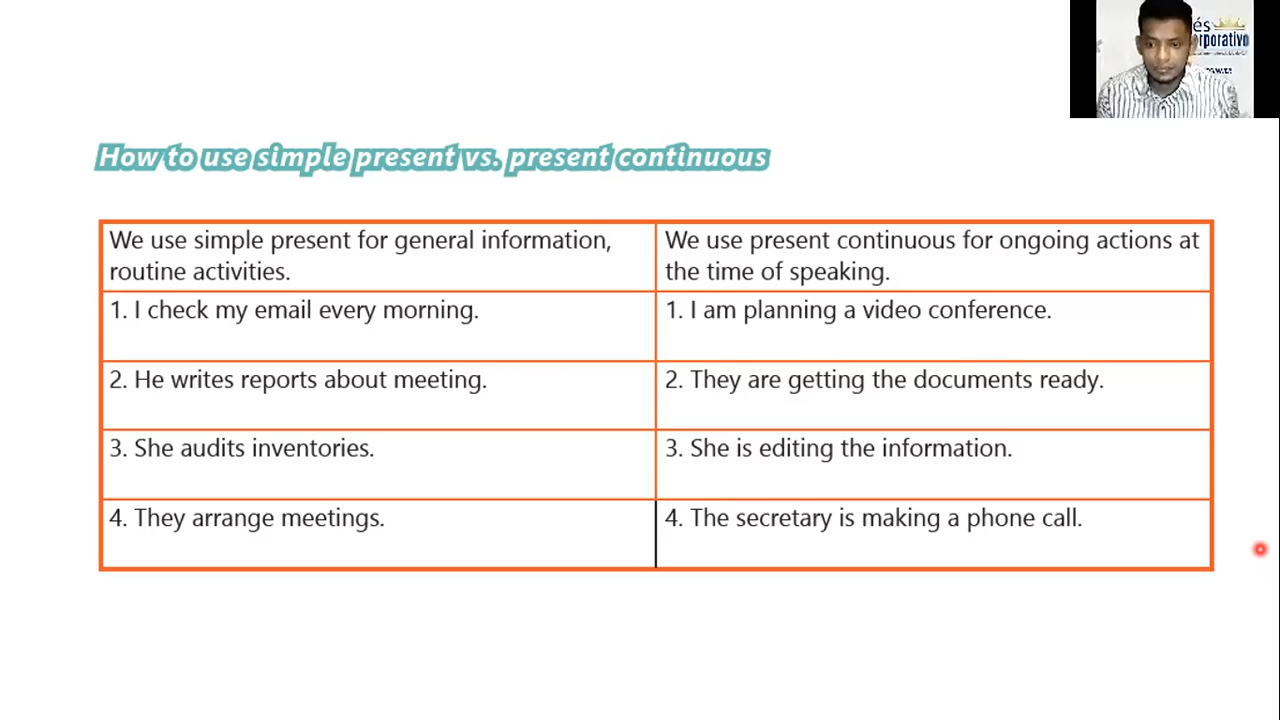 és
rporativo
How to use simple present vs. present continuous
We use simple present for general information,
routine activities.
We use present continuous for ongoing actions at
the time of speaking.
1. I check my email every morning.
1. I am planning a video conference.
2. He writes reports about meeting.
2. They are getting the documents ready.
3. She audits inventories.
3. She is editing the information.
4. They arrange meetings.
4. The secretary is making a phone call.